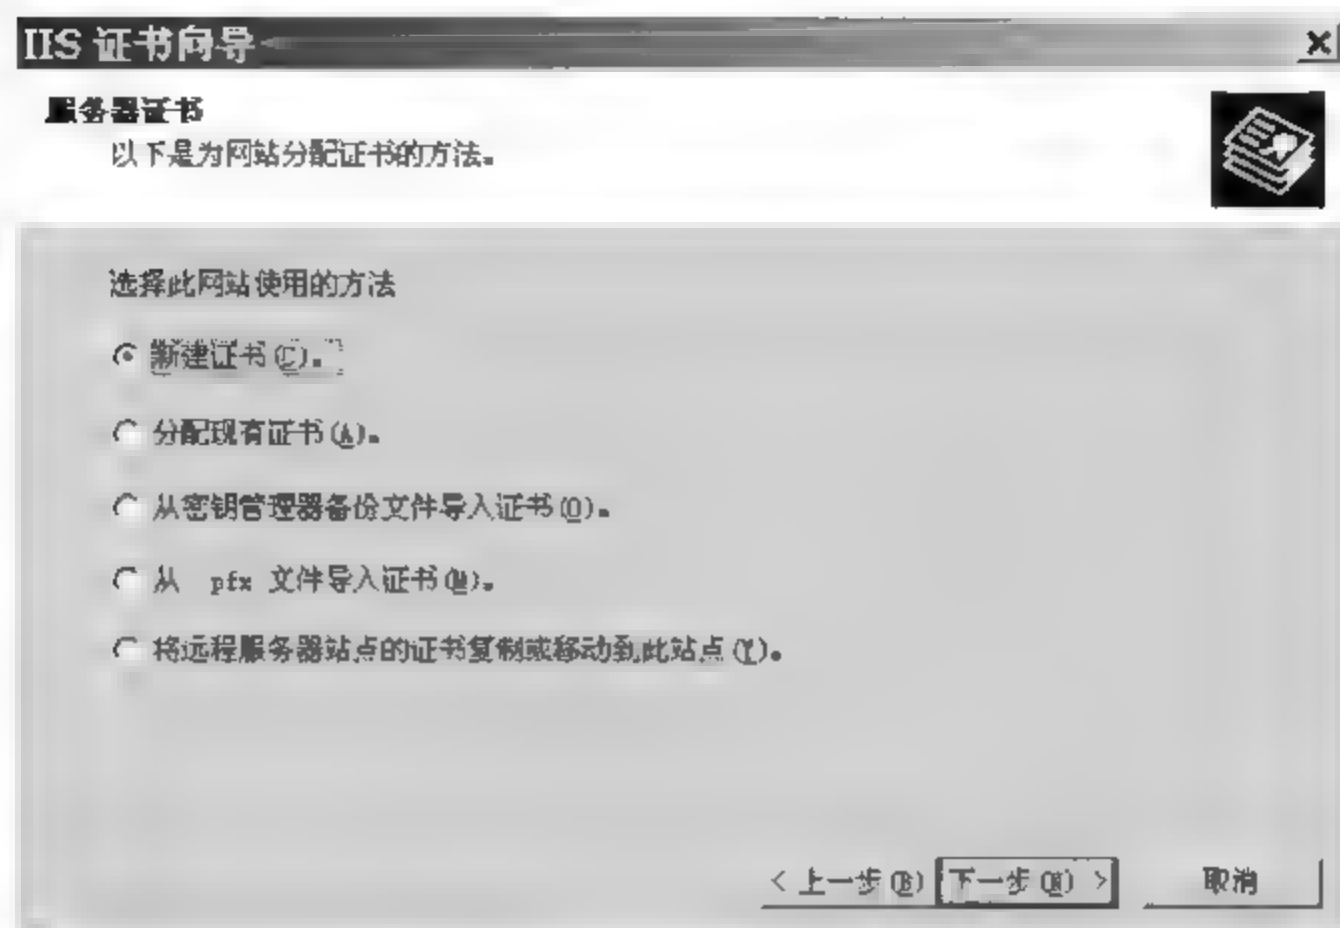 IIS 证书向导
服务器证书
以下是为网站分配证书的方法。
选择此网站使用的方法
新建证书(C)。
分配现有证书(A)。
从密钥管理器备份文件导入证书(O)。
从 pfx 文件导入证书(M)。
将远程服务器站点的证书复制或移动到此站点(Y)。
< 上一步(B) 下一步(N) > 取消